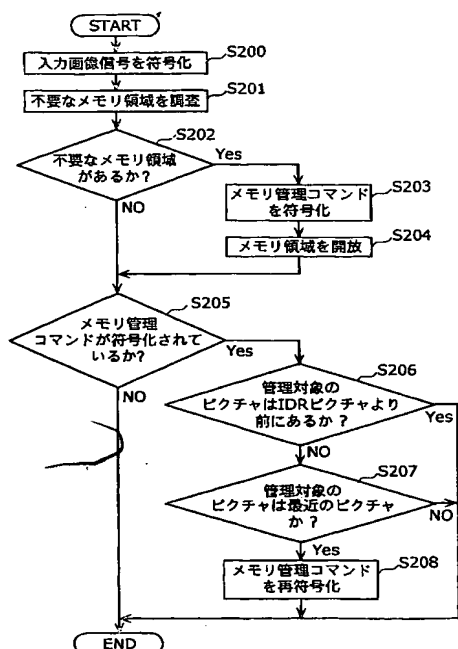 START
S200
入力画像信号を符号化
S201
不要なメモリ領域を調査
S202
不要なメモリ領域
があるか?
Yes
NO
S203
メモリ管理コマンド
を符号化
S204
メモリ領域を開放
S205
メモリ管理
コマンドが符号化されて
いるか?
Yes
NO
S206
管理対象の
ピクチャはIDRピクチャより
前にあるか?
Yes
NO
S207
管理対象の
ピクチャは最近のピクチャ
か?
NO
Yes
S208
メモリ管理コマンド
を再符号化
END